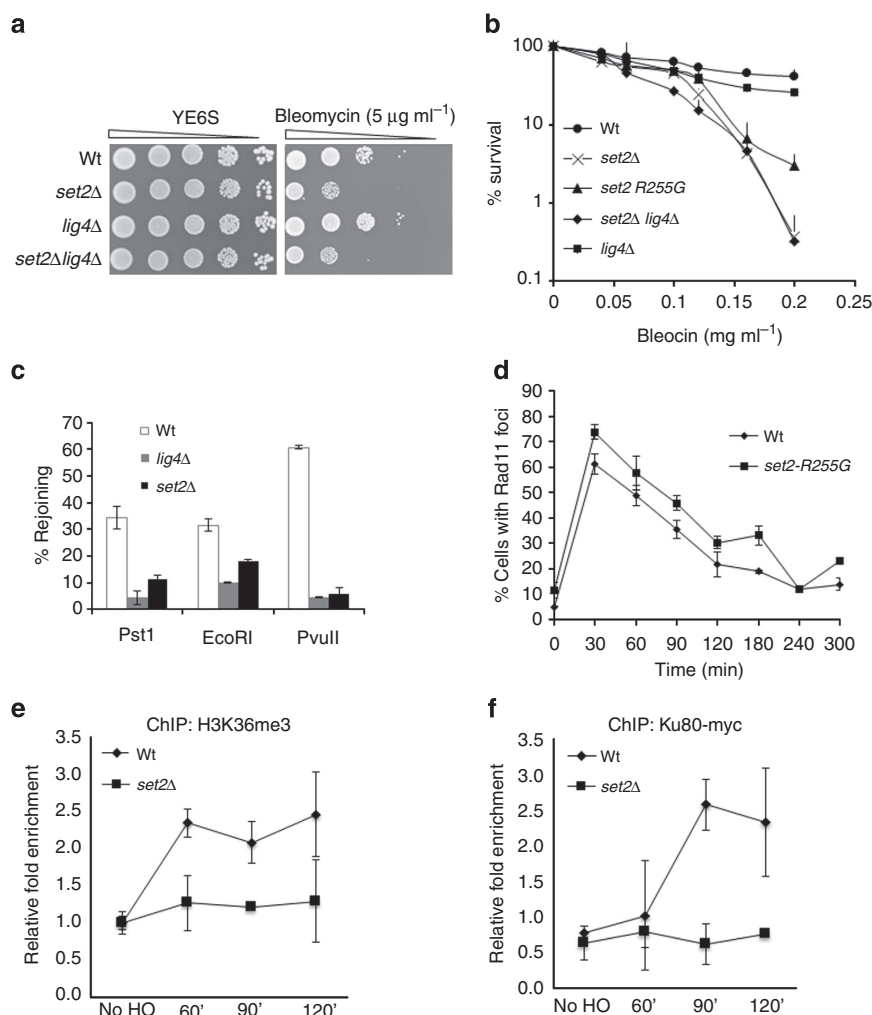 a
YE6S
Bleomycin (5 μg ml⁻¹)
Wt
set2Δ
lig4Δ
set2Δlig4Δ
b
% survival
100
10
1
0.1
Wt
set2Δ
set2 R255G
set2Δ lig4Δ
lig4Δ
0 0.05 0.1 0.15 0.2 0.25
Bleocin (mg ml⁻¹)
c
% Rejoining
70
60
50
40
30
20
10
0
Wt
lig4Δ
set2Δ
Pst1 EcoRI PvuII
d
% Cells with Rad11 foci
90
80
70
60
50
40
30
20
10
0
Wt
set2-R255G
0 30 60 90 120 180 240 300
Time (min)
e
ChIP: H3K36me3
Relative fold enrichment
3.5
3.0
2.5
2.0
1.5
1.0
0.5
0.0
Wt
set2Δ
No HO 60' 90' 120'
f
ChIP: Ku80-myc
Relative fold enrichment
3.5
3.0
2.5
2.0
1.5
1.0
0.5
0.0
Wt
set2Δ
No HO 60' 90' 120'